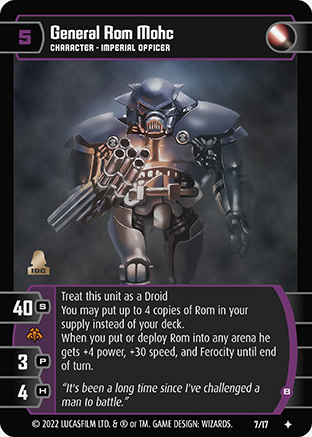 5 General Rom Mohc
CHARACTER - IMPERIAL OFFICER
IDC
Treat this unit as a Droid
40 S
You may put up to 4 copies of Rom in your
supply instead of your deck.
When you put or deploy Rom into any arena he
gets +4 power, +30 speed, and Ferocity until end
3 P
of turn.
4 H
“It's been a long time since I've challenged a
man to battle.”
B
© 2022 LUCASFILM LTD. & ® OR TM. GAME DESIGN: WIZARDS. 7/17